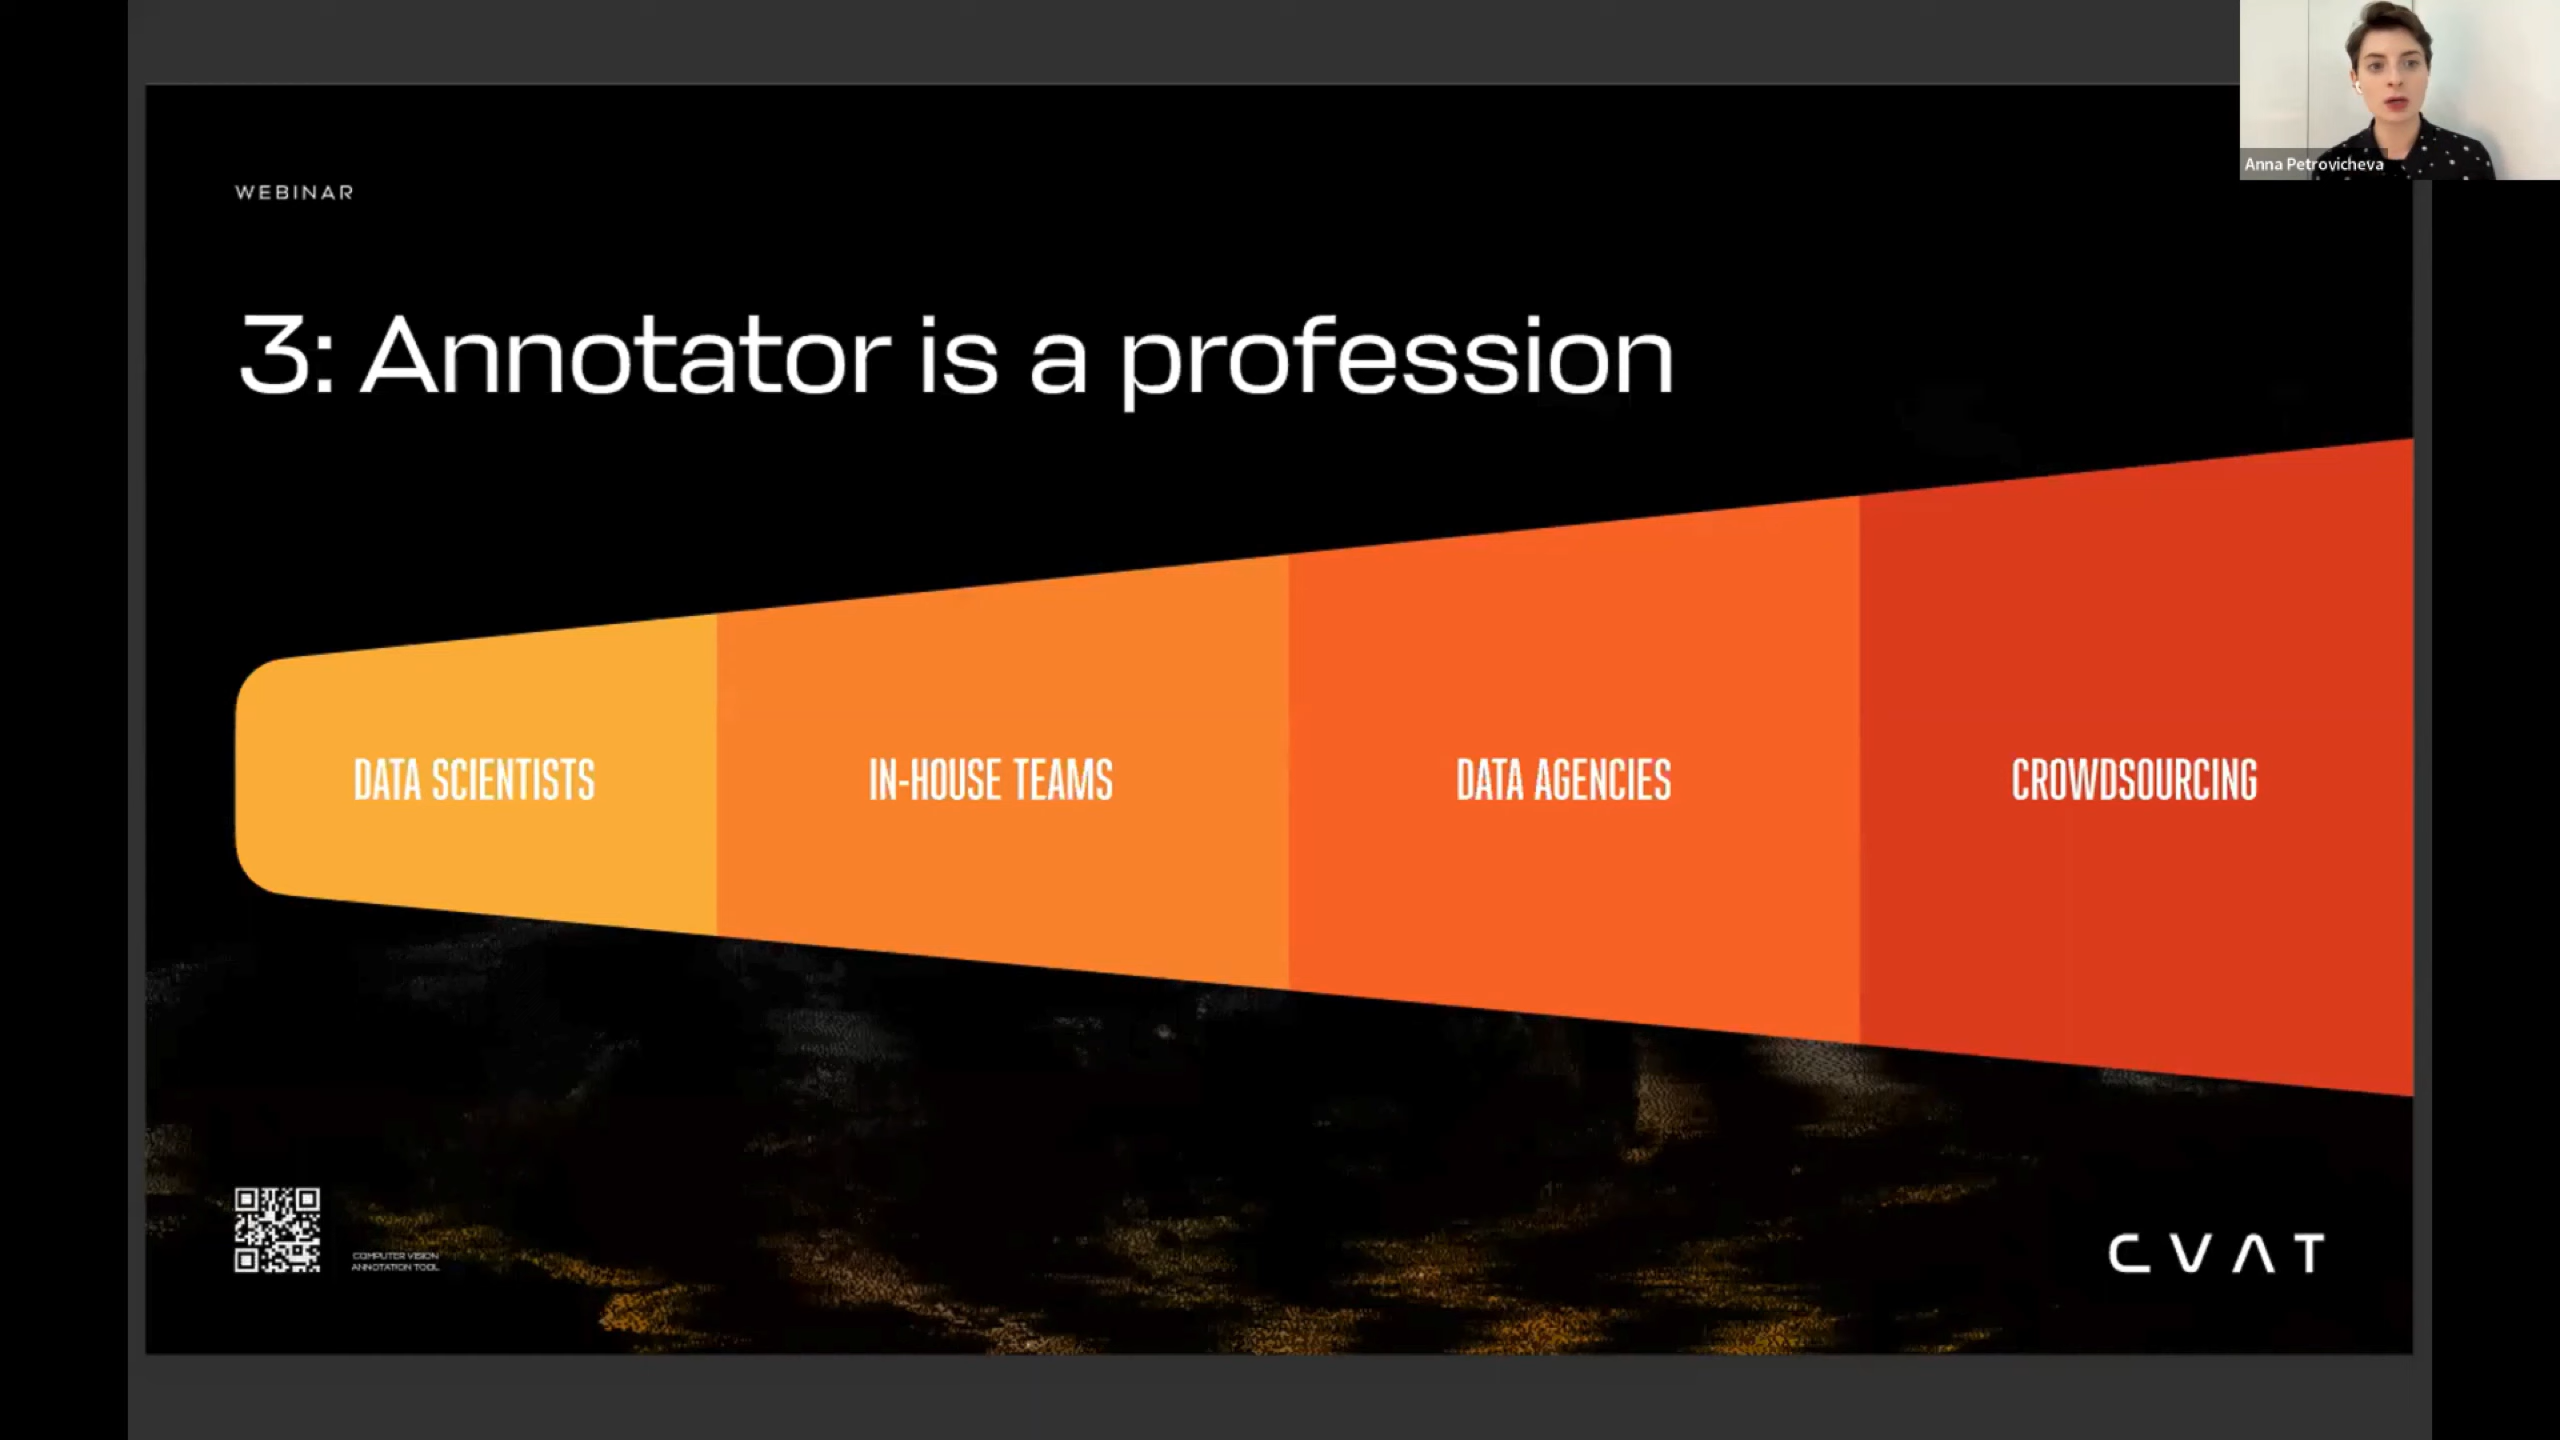 Anna Petrovicheva
WEBINAR
3: Annotator is a profession
DATA SCIENTISTS
IN-HOUSE TEAMS
DATA AGENCIES
CROWDSOURCING
COMPUTER VISION
ANNOTATION TOOL
CVAT